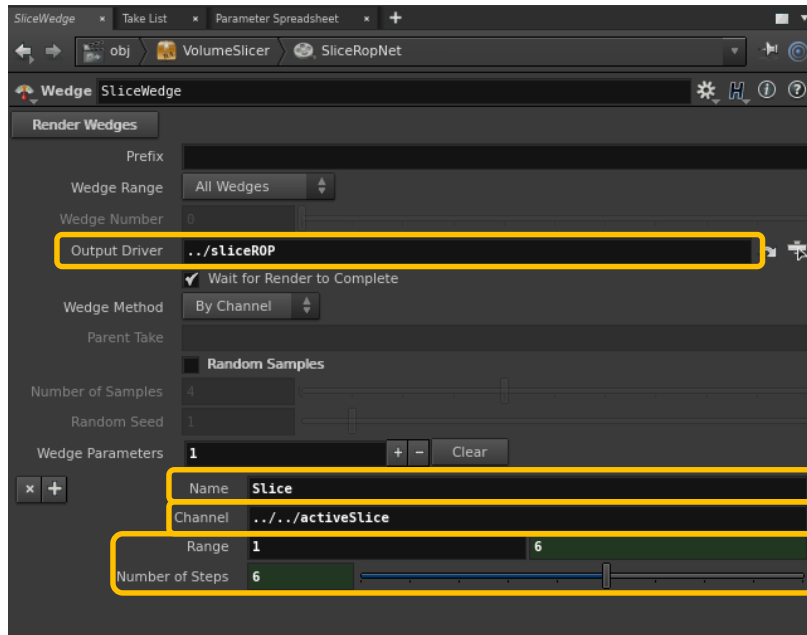 SliceWedge × Take List × Parameter Spreadsheet × +
obj VolumeSlicer SliceRopNet
Wedge SliceWedge
Render Wedges
Prefix
Wedge Range All Wedges
Wedge Number 0
Output Driver ../sliceROP
Wait for Render to Complete
Wedge Method By Channel
Parent Take
Random Samples
Number of Samples 4
Random Seed 1
Wedge Parameters 1 + - Clear
× + Name Slice
Channel ../../activeSlice
Range 1 6
Number of Steps 6